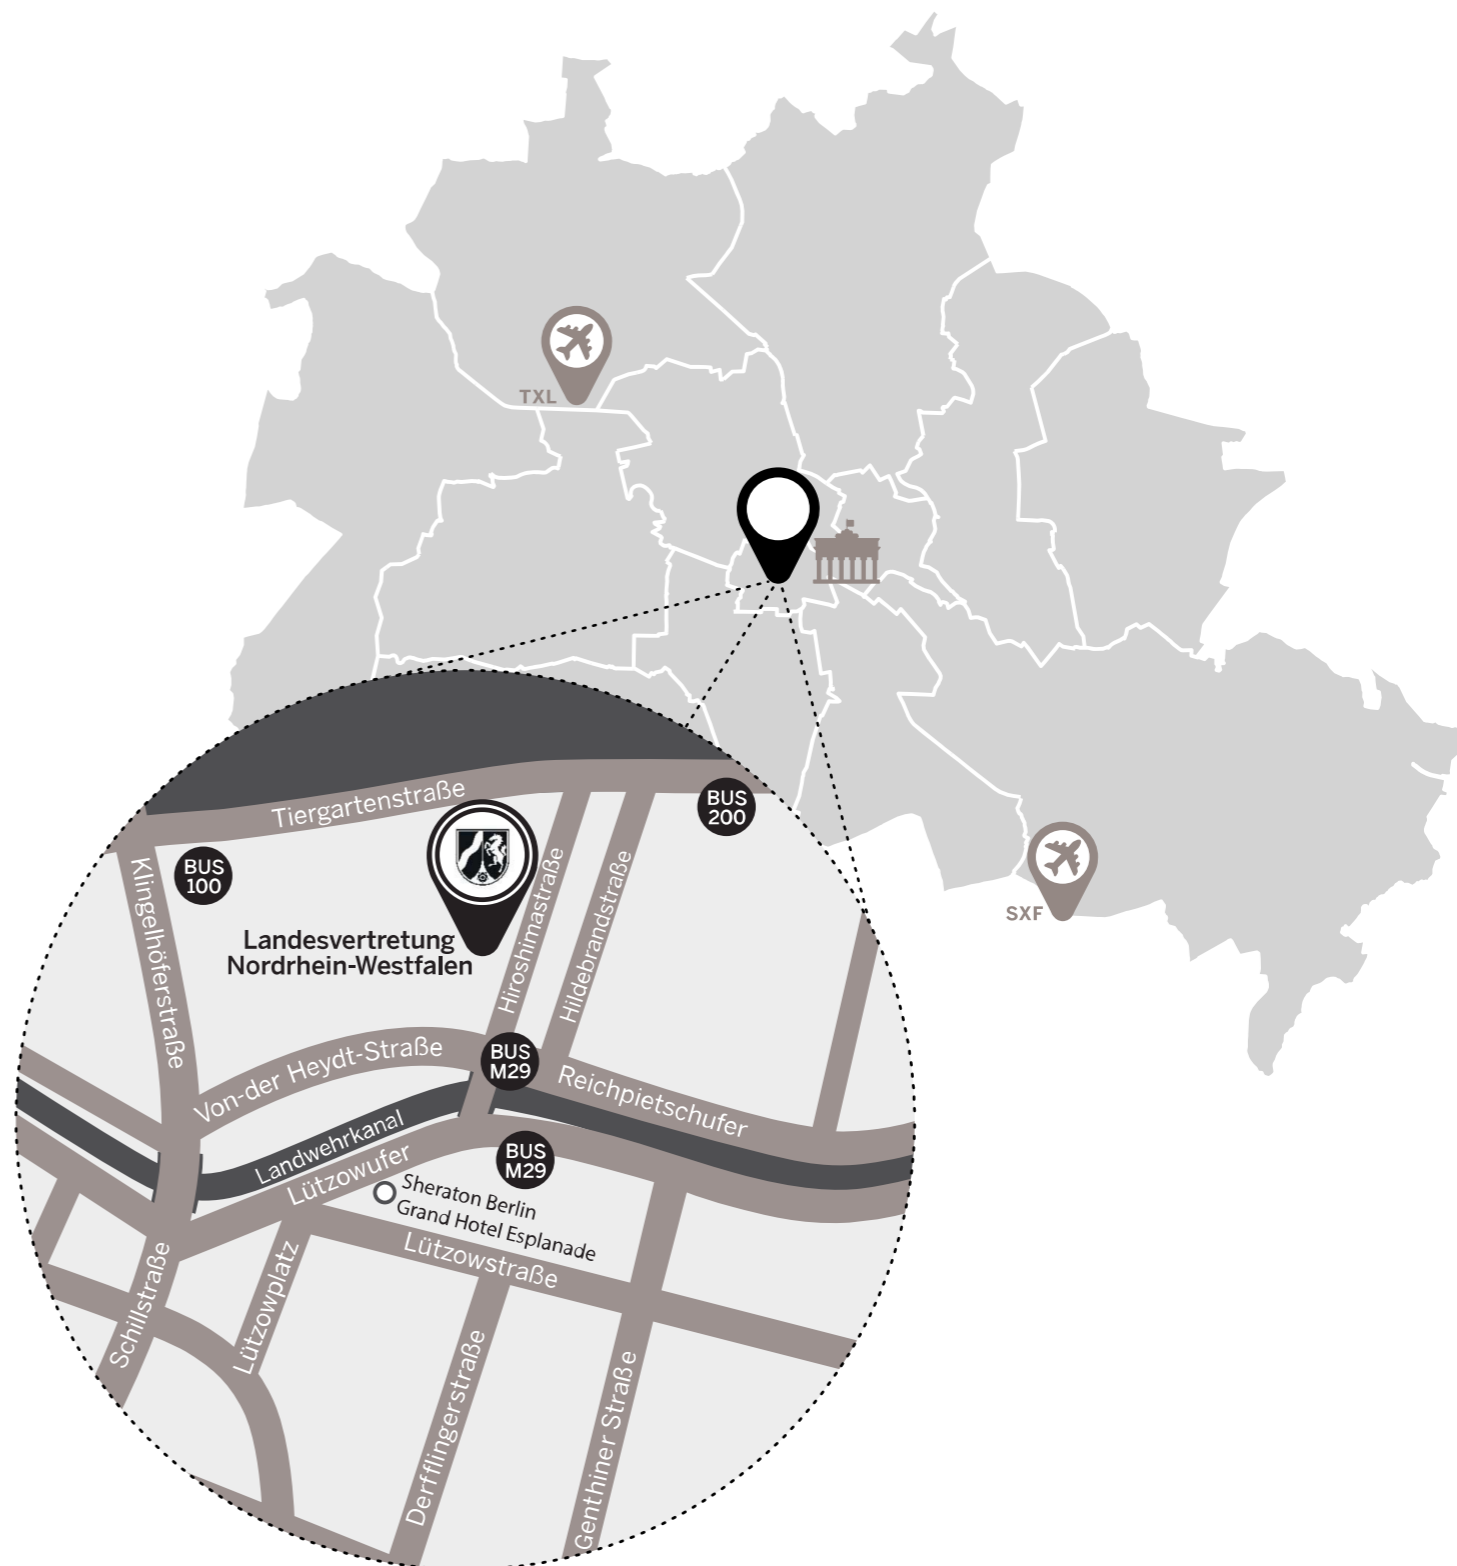 TXL
SXF
Tiergartenstraße
BUS
200
BUS
100
Klingelhöferstraße
Landesvertretung
Nordrhein-Westfalen
Hiroshimastraße
Hildebrandstraße
Von-der Heydt-Straße
BUS
M29
Reichpietschufer
Landwehrkanal
Lützowufer
BUS
M29
Sheraton Berlin
Grand Hotel Esplanade
Lützowstraße
Schillstraße
Lützowplatz
Derfflingerstraße
Genthiner Straße